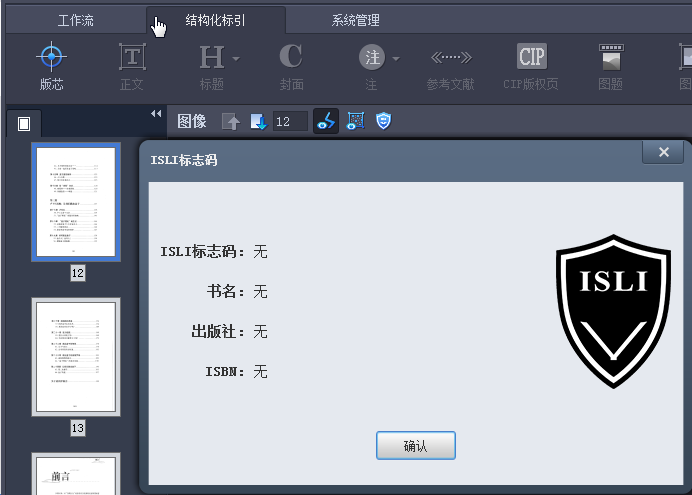 工作流 结构化标引 系统管理
T H C 注 CIP
版芯 正文 标题 封面 注 参考文献 CIP版权页 图题 图
图像 12
ISLI标志码
ISLI标志码：无
书名：无
出版社：无
ISBN：无
ISLI
确认
12
13
前言